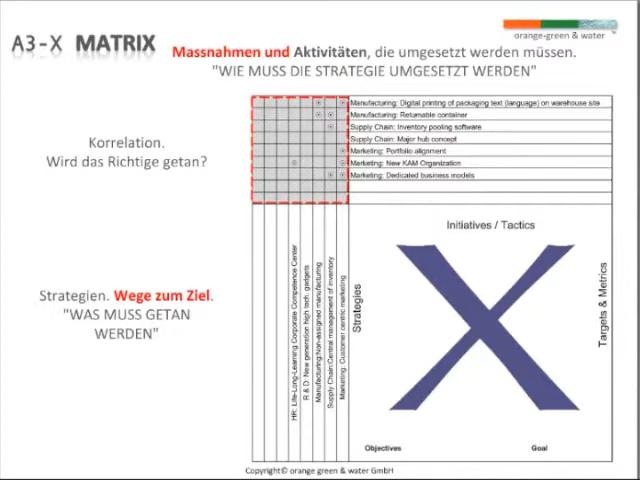 orange-green & water
A3-X MATRIX
Massnahmen und Aktivitäten, die umgesetzt werden müssen.
"WIE MUSS DIE STRATEGIE UMGESETZT WERDEN"
Korrelation.
Wird das Richtige getan?
Manufacturing: Digital printing of packaging text (language) on warehouse site
Manufacturing: Returnable container
Supply Chain: Inventory pooling software
Supply Chain: Major hub concept
Marketing: Portfolio alignment
Marketing: New KAM Organization
Marketing: Dedicated business models
Strategien. Wege zum Ziel.
"WAS MUSS GETAN
WERDEN"
HR: Life-Long-Learning Corporate Competence Center
R & D: New generation high tech. gadgets
Manufacturing:Non-assigned manufacturing
Supply Chain:Central management of inventory
Marketing: Customer centric marketing
Strategies
Initiatives / Tactics
Targets & Metrics
Objectives
Goal
Copyright© orange green & water GmbH